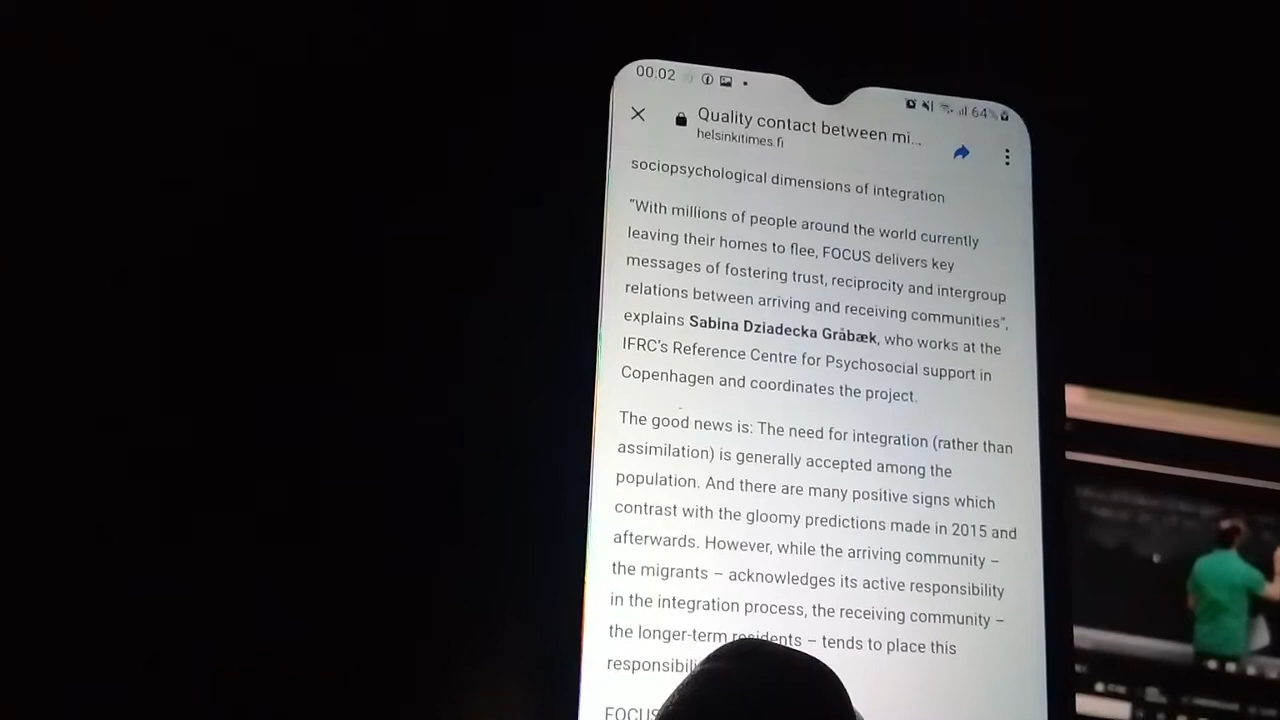 00.02
64%
Quality contact between mi...
helsinkitimes.fi
sociopsychological dimensions of integration
“With millions of people around the world currently
leaving their homes to flee, FOCUS delivers key
messages of fostering trust, reciprocity and intergroup
relations between arriving and receiving communities”,
explains Sabina Dziadecka Gråbæk, who works at the
IFRC's Reference Centre for Psychosocial support in
Copenhagen and coordinates the project.
The good news is: The need for integration (rather than
assimilation) is generally accepted among the
population. And there are many positive signs which
contrast with the gloomy predictions made in 2015 and
afterwards. However, while the arriving community –
the migrants – acknowledges its active responsibility
in the integration process, the receiving community –
the longer-term residents – tends to place this
responsibili
FOCUS